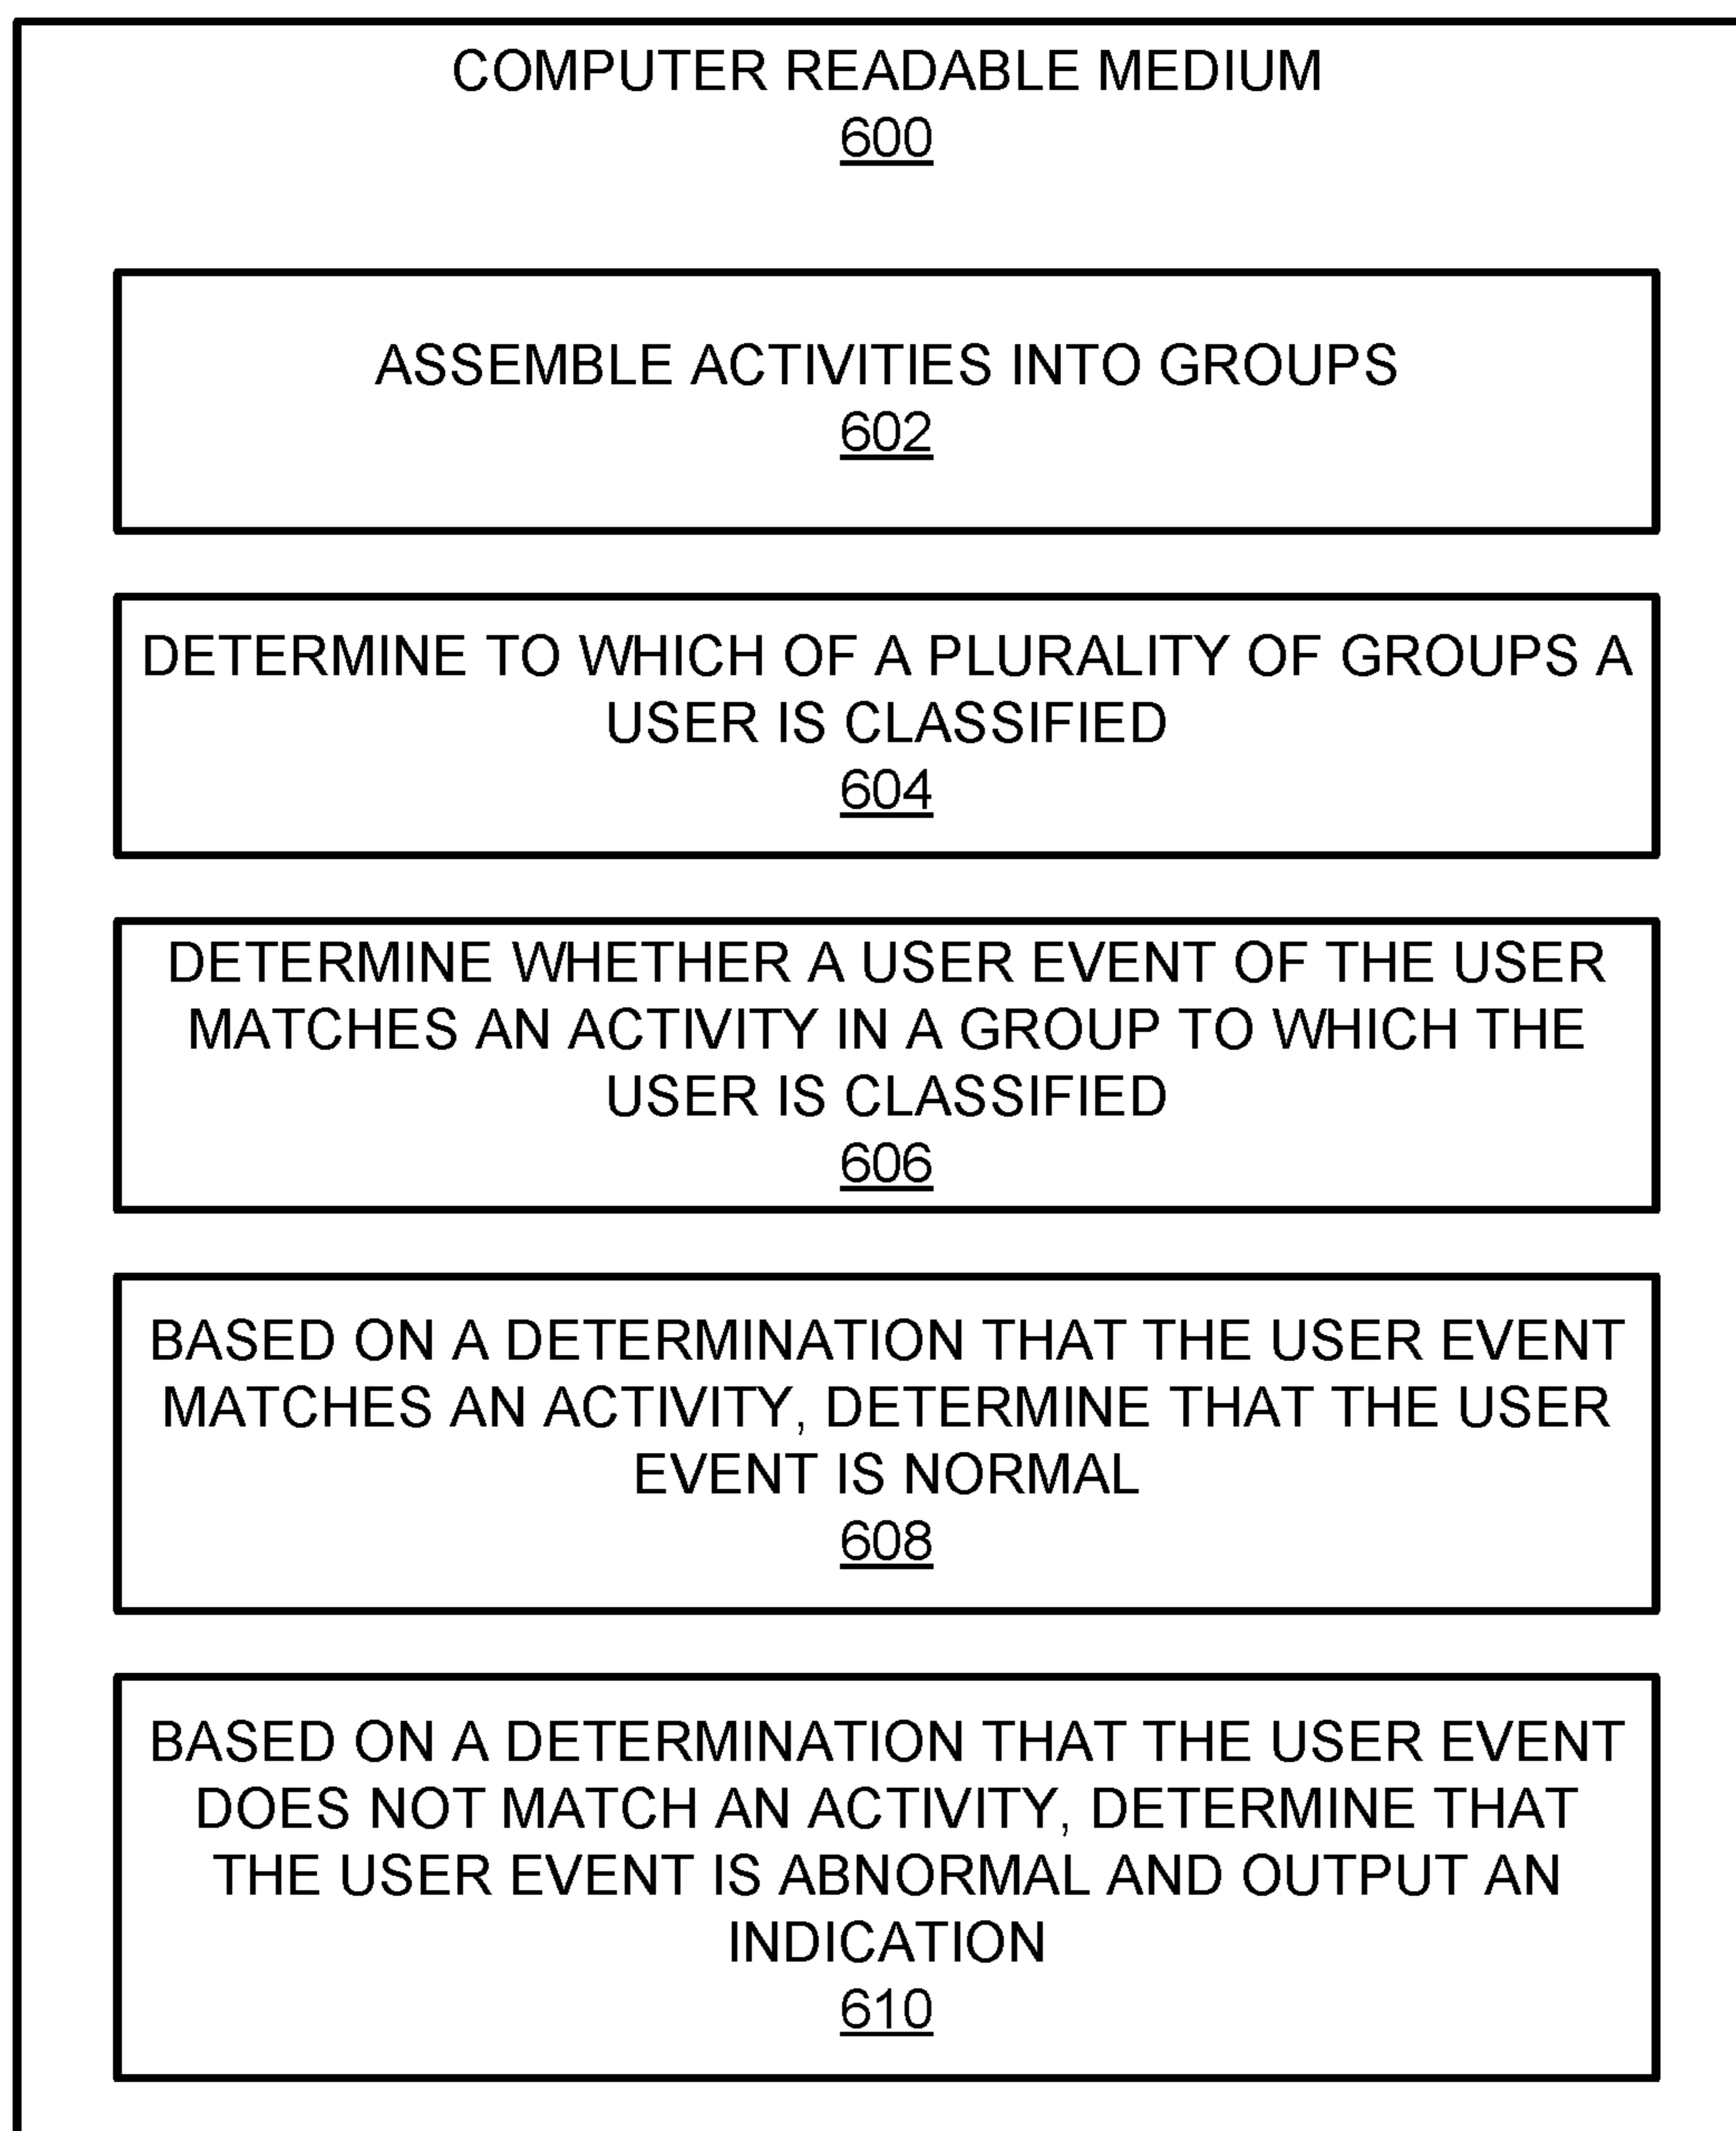 COMPUTER READABLE MEDIUM
600
ASSEMBLE ACTIVITIES INTO GROUPS
602
DETERMINE TO WHICH OF A PLURALITY OF GROUPS A
USER IS CLASSIFIED
604
DETERMINE WHETHER A USER EVENT OF THE USER
MATCHES AN ACTIVITY IN A GROUP TO WHICH THE
USER IS CLASSIFIED
606
BASED ON A DETERMINATION THAT THE USER EVENT
MATCHES AN ACTIVITY, DETERMINE THAT THE USER
EVENT IS NORMAL
608
BASED ON A DETERMINATION THAT THE USER EVENT
DOES NOT MATCH AN ACTIVITY, DETERMINE THAT
THE USER EVENT IS ABNORMAL AND OUTPUT AN
INDICATION
610